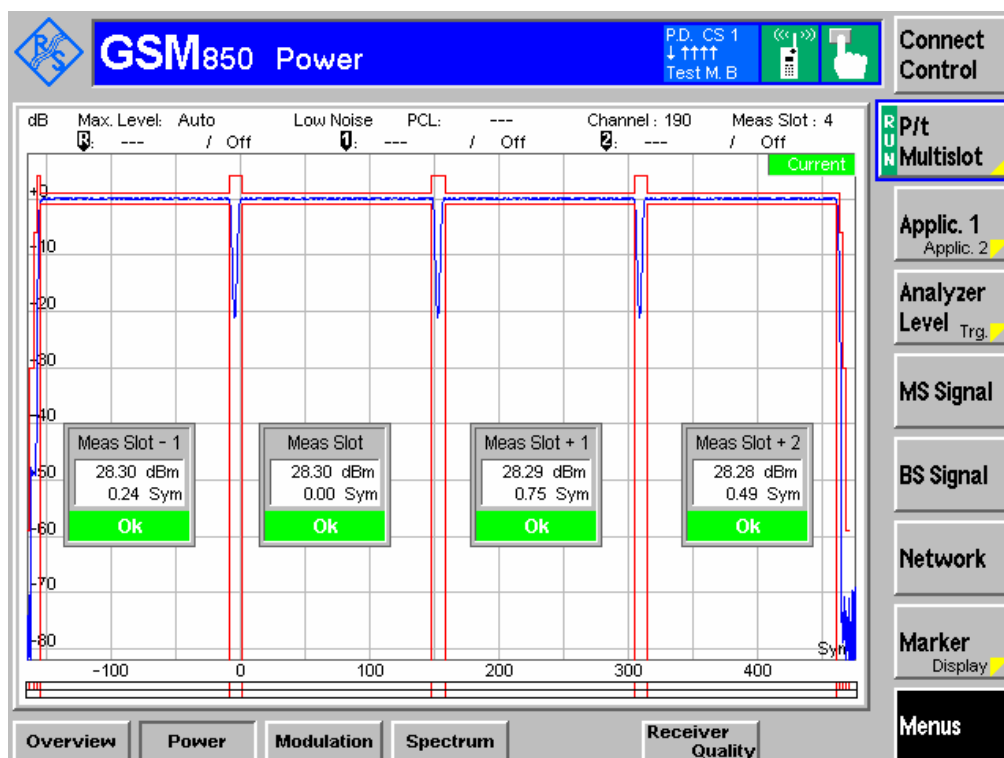 R S
GSM850 Power
P.D. CS 1
Test M. B
Connect
Control
dB Max. Level: Auto Low Noise PCL: --- Channel : 190 Meas Slot : 4
R: --- / Off 1: --- / Off 2: --- / Off
Current
RUN
P/t
Multislot
Applic. 1
Applic. 2
Analyzer
Level Trg.
MS Signal
BS Signal
Network
Marker
Display
Menus
+0
-10
-20
-30
-40
-50
-60
-70
-80
Meas Slot - 1
28.30 dBm
0.24 Sym
Ok
Meas Slot
28.30 dBm
0.00 Sym
Ok
Meas Slot + 1
28.29 dBm
0.75 Sym
Ok
Meas Slot + 2
28.28 dBm
0.49 Sym
Ok
Sym
-100 0 100 200 300 400
Overview Power Modulation Spectrum Receiver Quality